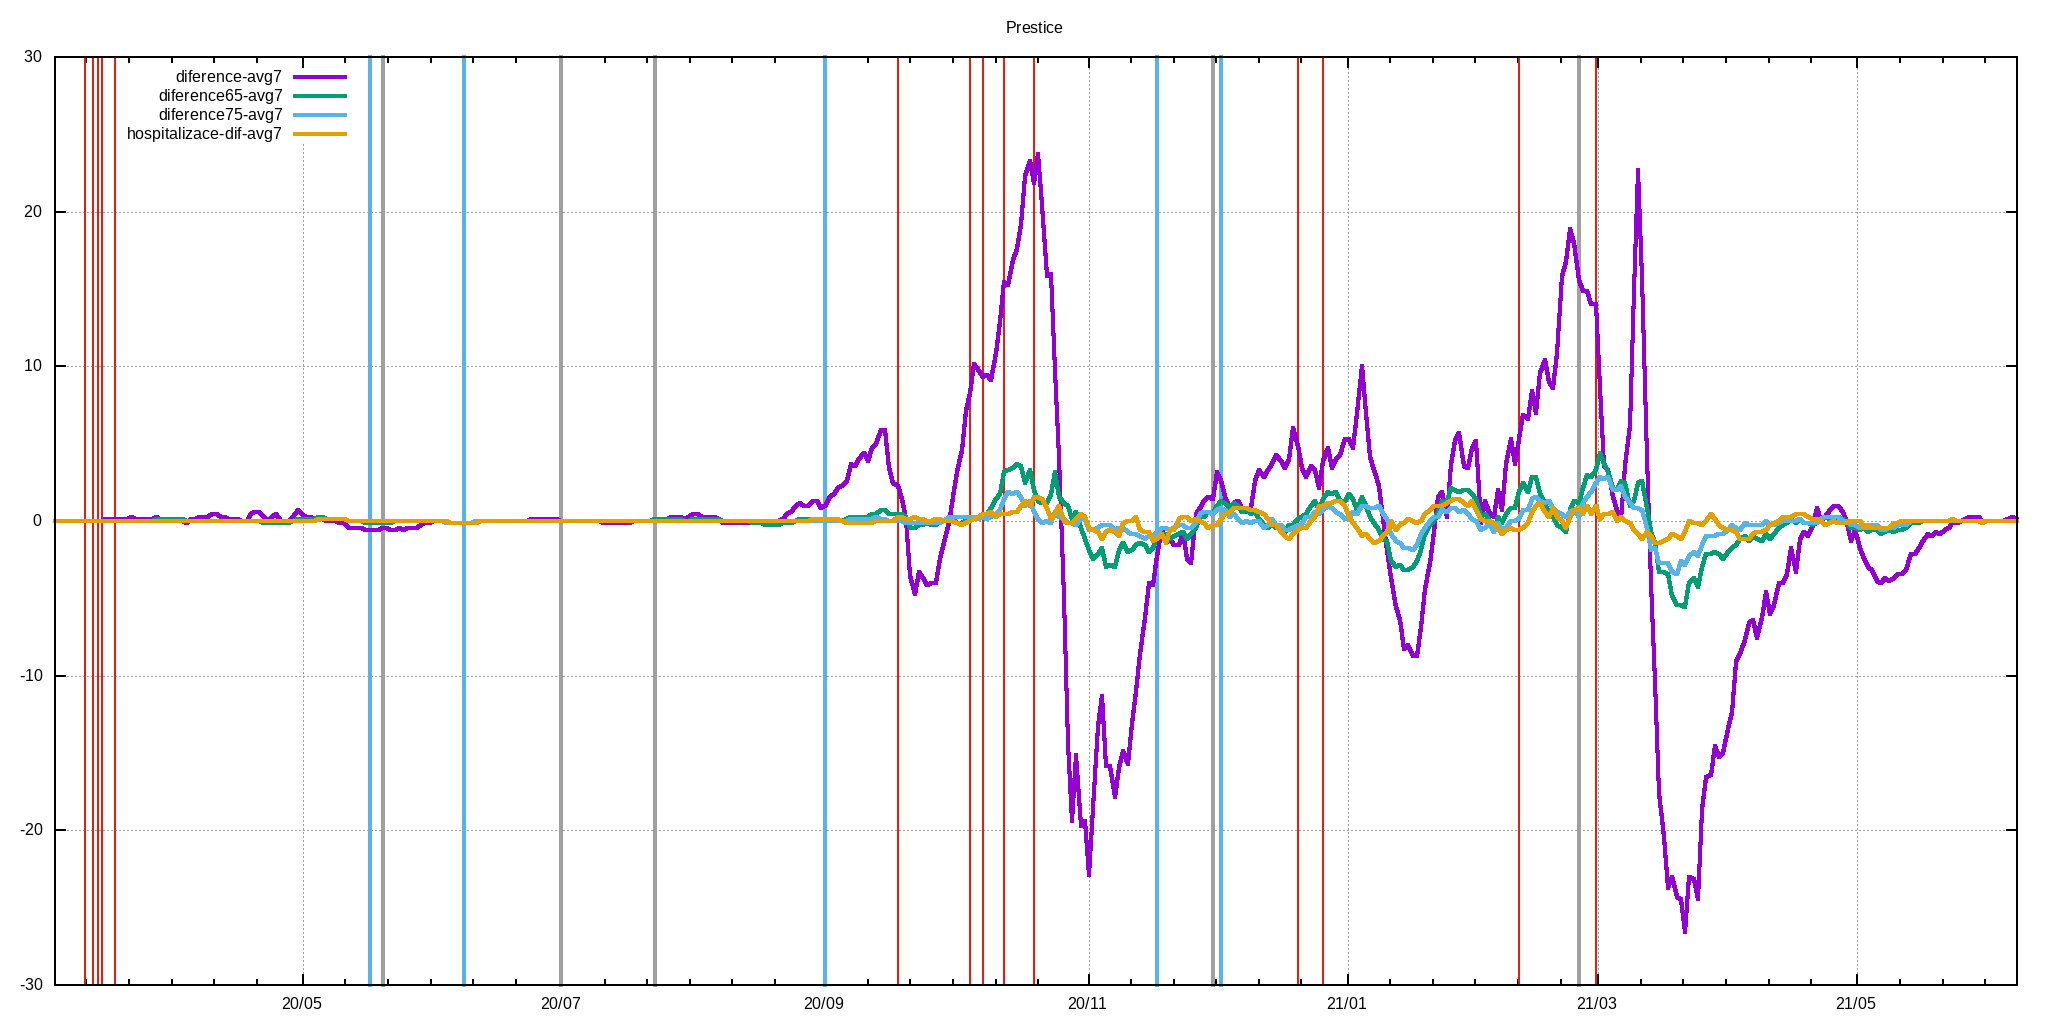 Prestice
diference-avg7
diference65-avg7
diference75-avg7
hospitalizace-dif-avg7
30
20
10
0
-10
-20
-30
20/05 20/07 20/09 20/11 21/01 21/03 21/05